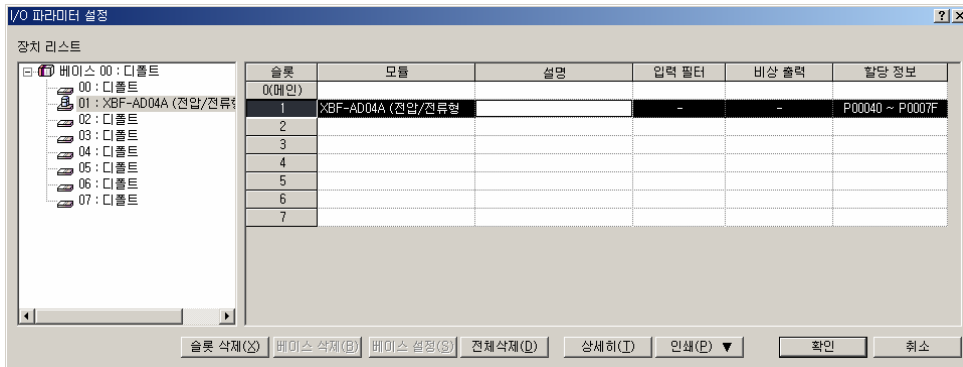 I/O 파라미터 설정
장치 리스트
베이스 00 : 디폴트
00 : 디폴트
01 : XBF-AD04A (전압/전류형
02 : 디폴트
03 : 디폴트
04 : 디폴트
05 : 디폴트
06 : 디폴트
07 : 디폴트
슬롯 모듈 설명 입력 필터 비상 출력 할당 정보
0(메인)
1 XBF-AD04A (전압/전류형 - - P00040 ~ P0007F
2
3
4
5
6
7
슬롯 삭제(X) 베이스 삭제(B) 베이스 설정(S) 전체삭제(D) 상세히(T) 인쇄(P) ▼ 확인 취소